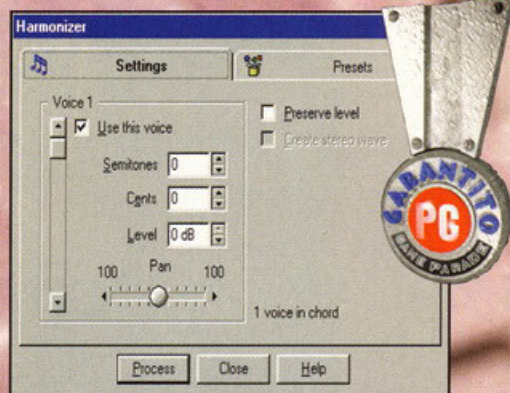 Harmonizer
Settings
Presets
Voice 1
Use this voice
Semitones 0
Cents 0
Level 0 dB
100 Pan 100
Preserve level
Create stereo wave
1 voice in chord
Process
Close
Help
GARANTITO
PG
GAME PARADE